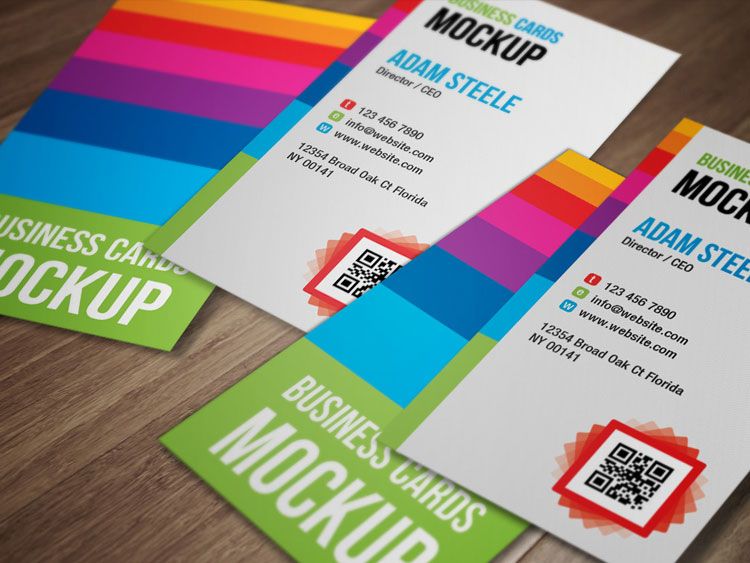 BUSINESS CARDS
MOCKUP
ADAM STEELE
Director / CEO
t 123 456 7890
e info@website.com
w www.website.com
12354 Broad Oak Ct Florida
NY 00141
BUSINESS CARDS
MOCKUP
BUSINESS
MOCKU
ADAM STEELE
Director / CEO
t 123 456 7890
e info@website.com
w www.website.com
12354 Broad Oak Ct Florida
NY 00141
BUSINESS CARDS
MOCKUP